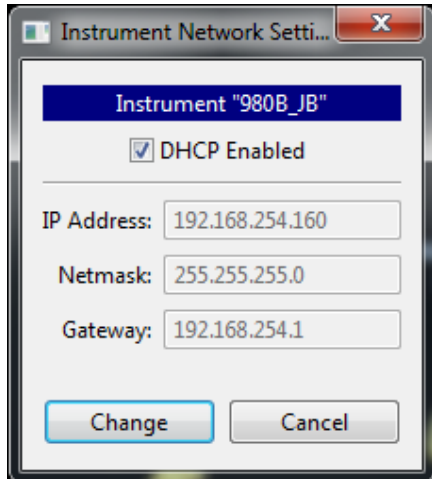 Instrument Network Setti...
Instrument "980B_JB"
DHCP Enabled
IP Address: 192.168.254.160
Netmask: 255.255.255.0
Gateway: 192.168.254.1
Change Cancel